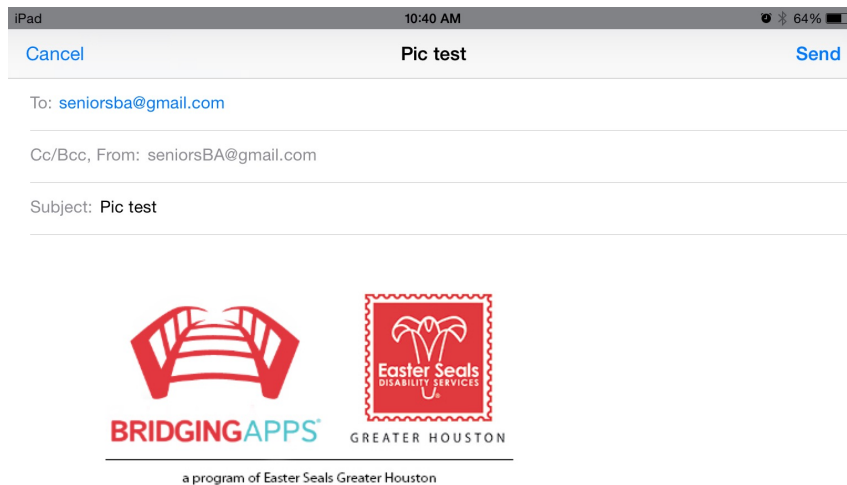 iPad 10:40 AM 64%
Cancel Pic test Send
To: seniorsba@gmail.com
Cc/Bcc, From: seniorsBA@gmail.com
Subject: Pic test
Easter Seals
DISABILITY SERVICES
BRIDGINGAPPS
GREATER HOUSTON
a program of Easter Seals Greater Houston